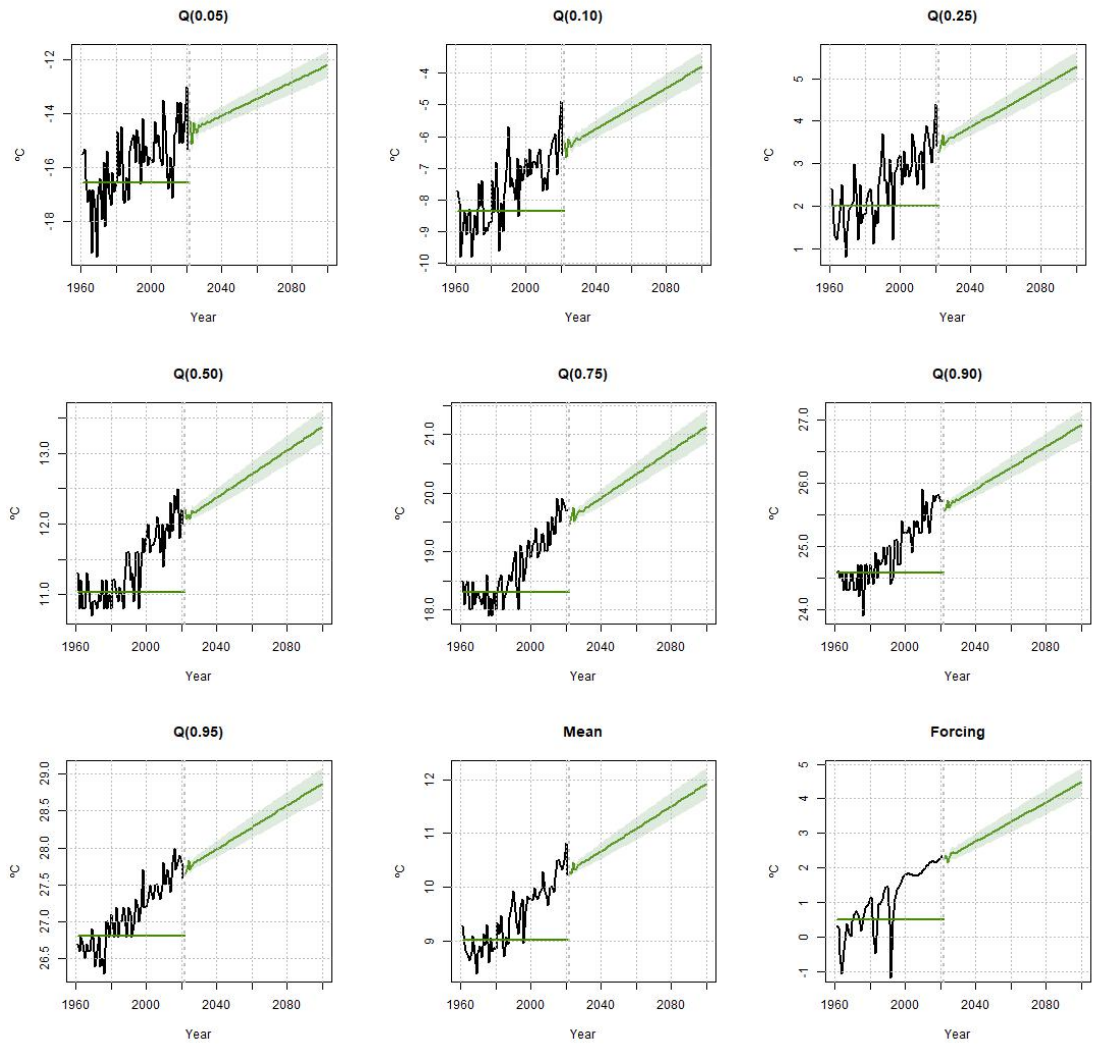 Q(0.05) Q(0.10) Q(0.25)
ºC ºC ºC
-12 -14 -16 -18
-4 -5 -6 -7 -8 -9 -10
5 4 3 2 1
1960 2000 2040 2080 1960 2000 2040 2080 1960 2000 2040 2080
Year Year Year
Q(0.50) Q(0.75) Q(0.90)
ºC ºC ºC
13.0 12.0 11.0
21.0 20.0 19.0 18.0
27.0 26.0 25.0 24.0
1960 2000 2040 2080 1960 2000 2040 2080 1960 2000 2040 2080
Year Year Year
Q(0.95) Mean Forcing
ºC ºC ºC
29.0 28.5 28.0 27.5 27.0 26.5
12 11 10 9
5 4 3 2 1 0 -1
1960 2000 2040 2080 1960 2000 2040 2080 1960 2000 2040 2080
Year Year Year